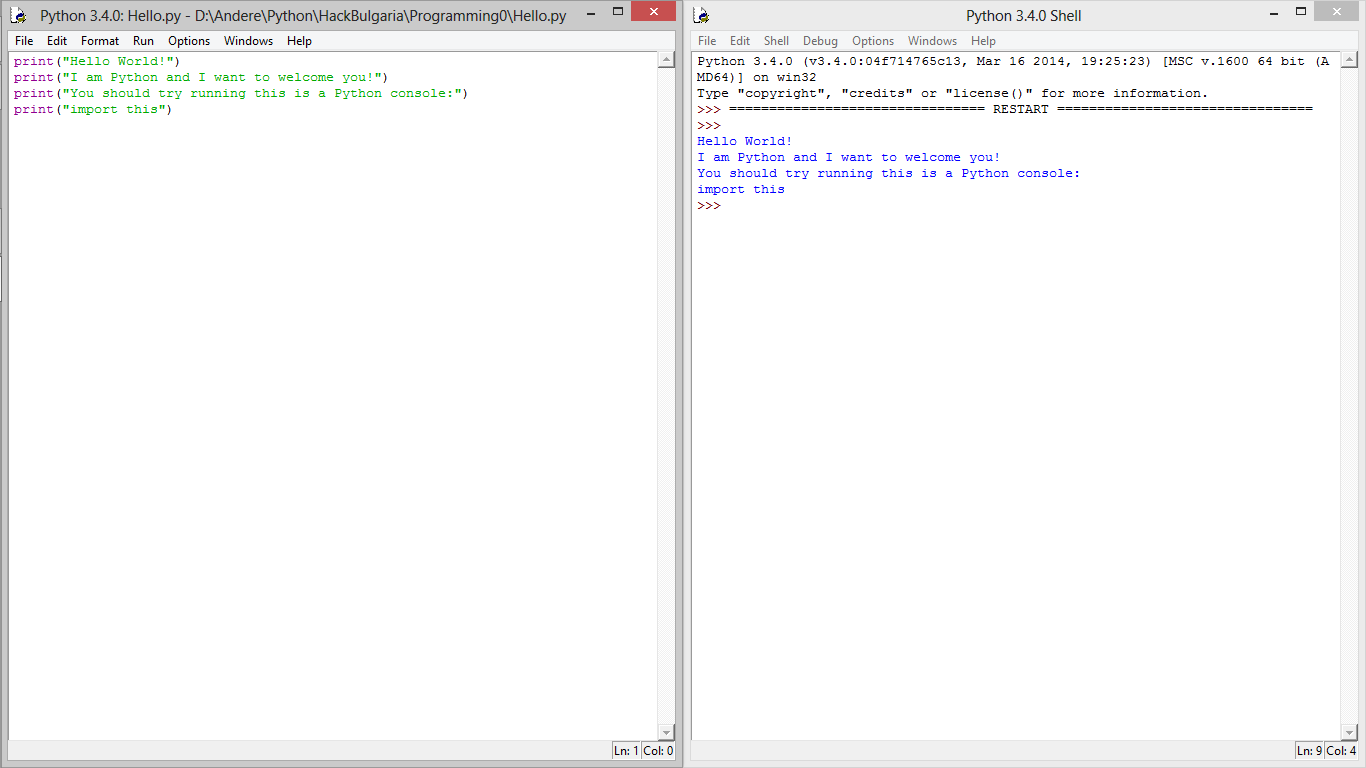 Python 3.4.0: Hello.py - D:\Andere\Python\HackBulgaria\Programming0\Hello.py
File Edit Format Run Options Windows Help
print("Hello World!")
print("I am Python and I want to welcome you!")
print("You should try running this is a Python console:")
print("import this")
Ln: 1 Col: 0
Python 3.4.0 Shell
File Edit Shell Debug Options Windows Help
Python 3.4.0 (v3.4.0:04f714765c13, Mar 16 2014, 19:25:23) [MSC v.1600 64 bit (A
MD64)] on win32
Type "copyright", "credits" or "license()" for more information.
>>> ================================ RESTART ================================
>>>
Hello World!
I am Python and I want to welcome you!
You should try running this is a Python console:
import this
>>>
Ln: 9 Col: 4